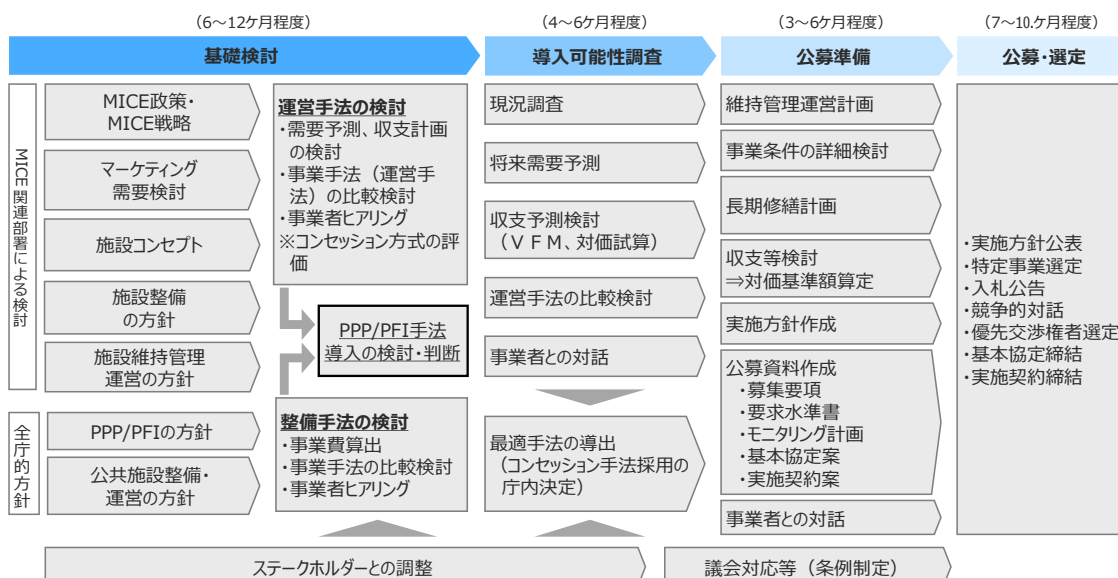 (6~12ケ月程度)
(4~6ケ月程度)
(3~6ケ月程度)
(7~10.ケ月程度)
基礎検討
導入可能性調査
公募準備
公募・選定
MICE関連部署による検討
MICE政策・
MICE戦略
マーケティング
需要検討
施設コンセプト
施設整備
の方針
施設維持管理
運営の方針
全庁的方針
PPP/PFIの方針
公共施設整備・
運営の方針
運営手法の検討
・需要予測、収支計画
の検討
・事業手法（運営手
法）の比較検討
・事業者ヒアリング
※コンセッション方式の評
価
PPP/PFI手法
導入の検討・判断
整備手法の検討
・事業費算出
・事業手法の比較検討
・事業者ヒアリング
現況調査
将来需要予測
収支予測検討
（ＶＦＭ、対価試算）
運営手法の比較検討
事業者との対話
最適手法の導出
（コンセッション手法採用の
庁内決定）
維持管理運営計画
事業条件の詳細検討
長期修繕計画
収支等検討
⇒対価基準額算定
実施方針作成
公募資料作成
・募集要項
・要求水準書
・モニタリング計画
・基本協定案
・実施契約案
事業者との対話
・実施方針公表
・特定事業選定
・入札公告
・競争的対話
・優先交渉権者選定
・基本協定締結
・実施契約締結
ステークホルダーとの調整
議会対応等（条例制定）